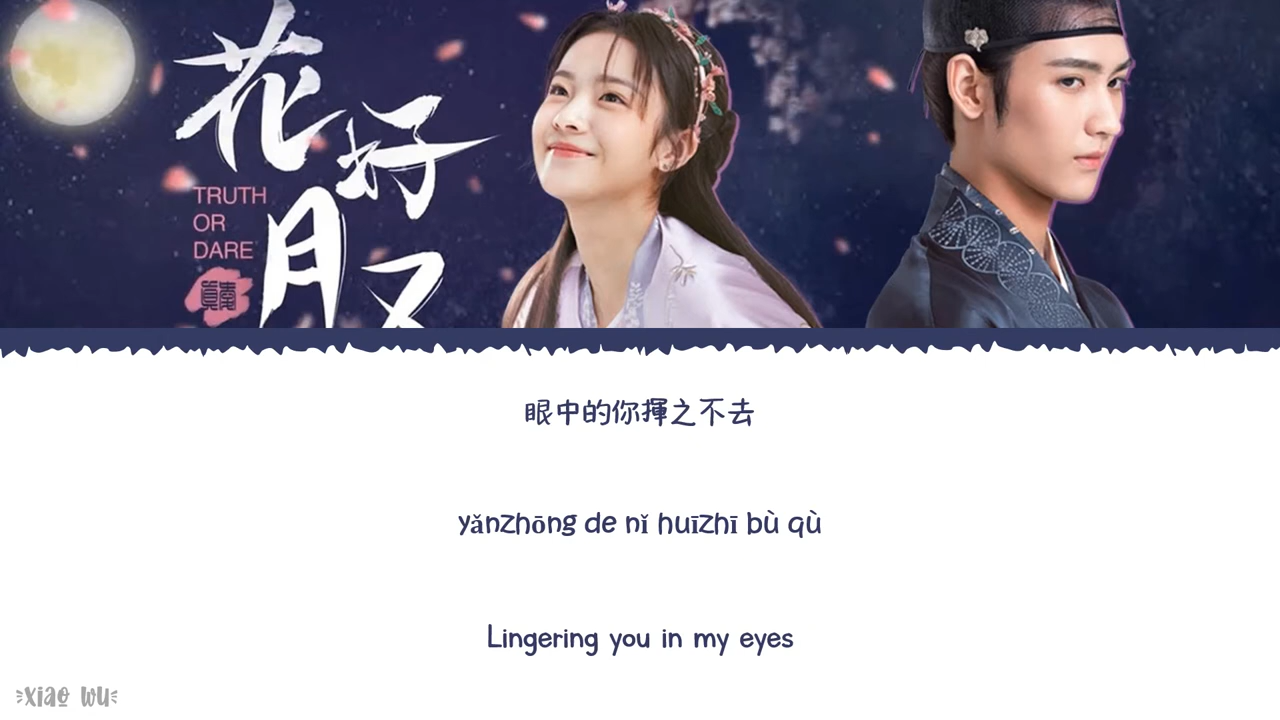 花好
月又
TRUTH
OR
DARE
眼中的你揮之不去
yǎnzhōng de nǐ huīzhī bù qù
Lingering you in my eyes
xiao wu